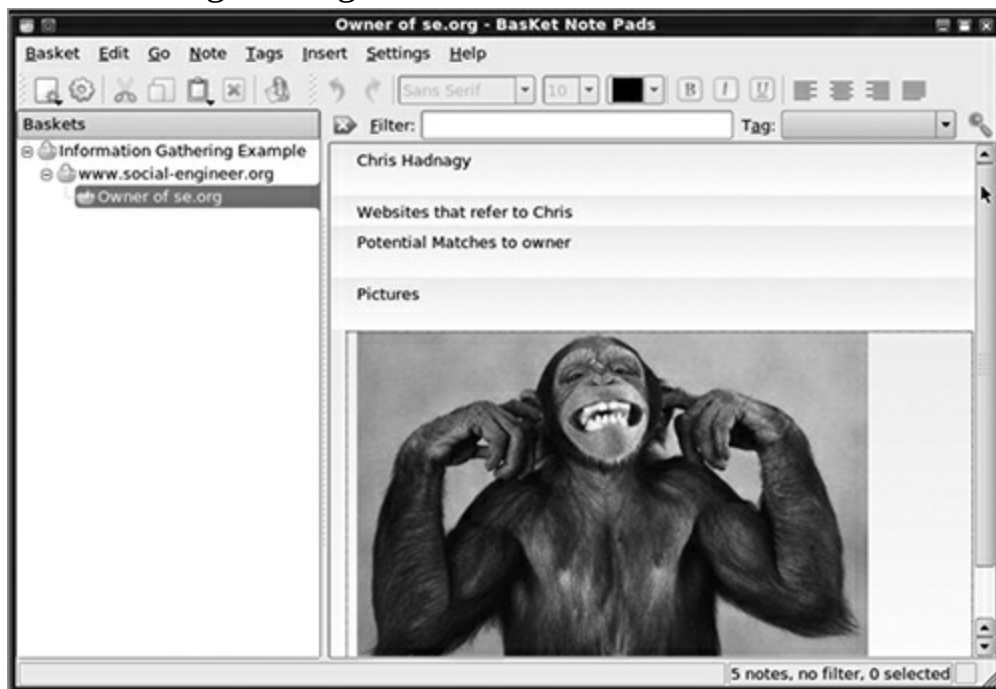 Owner of se.org - BasKet Note Pads
Basket Edit Go Note Tags Insert Settings Help
Sans Serif 10 B I U
Baskets
Filter: Tag:
Information Gathering Example
www.social-engineer.org
Owner of se.org
Chris Hadnagy
Websites that refer to Chris
Potential Matches to owner
Pictures
5 notes, no filter, 0 selected